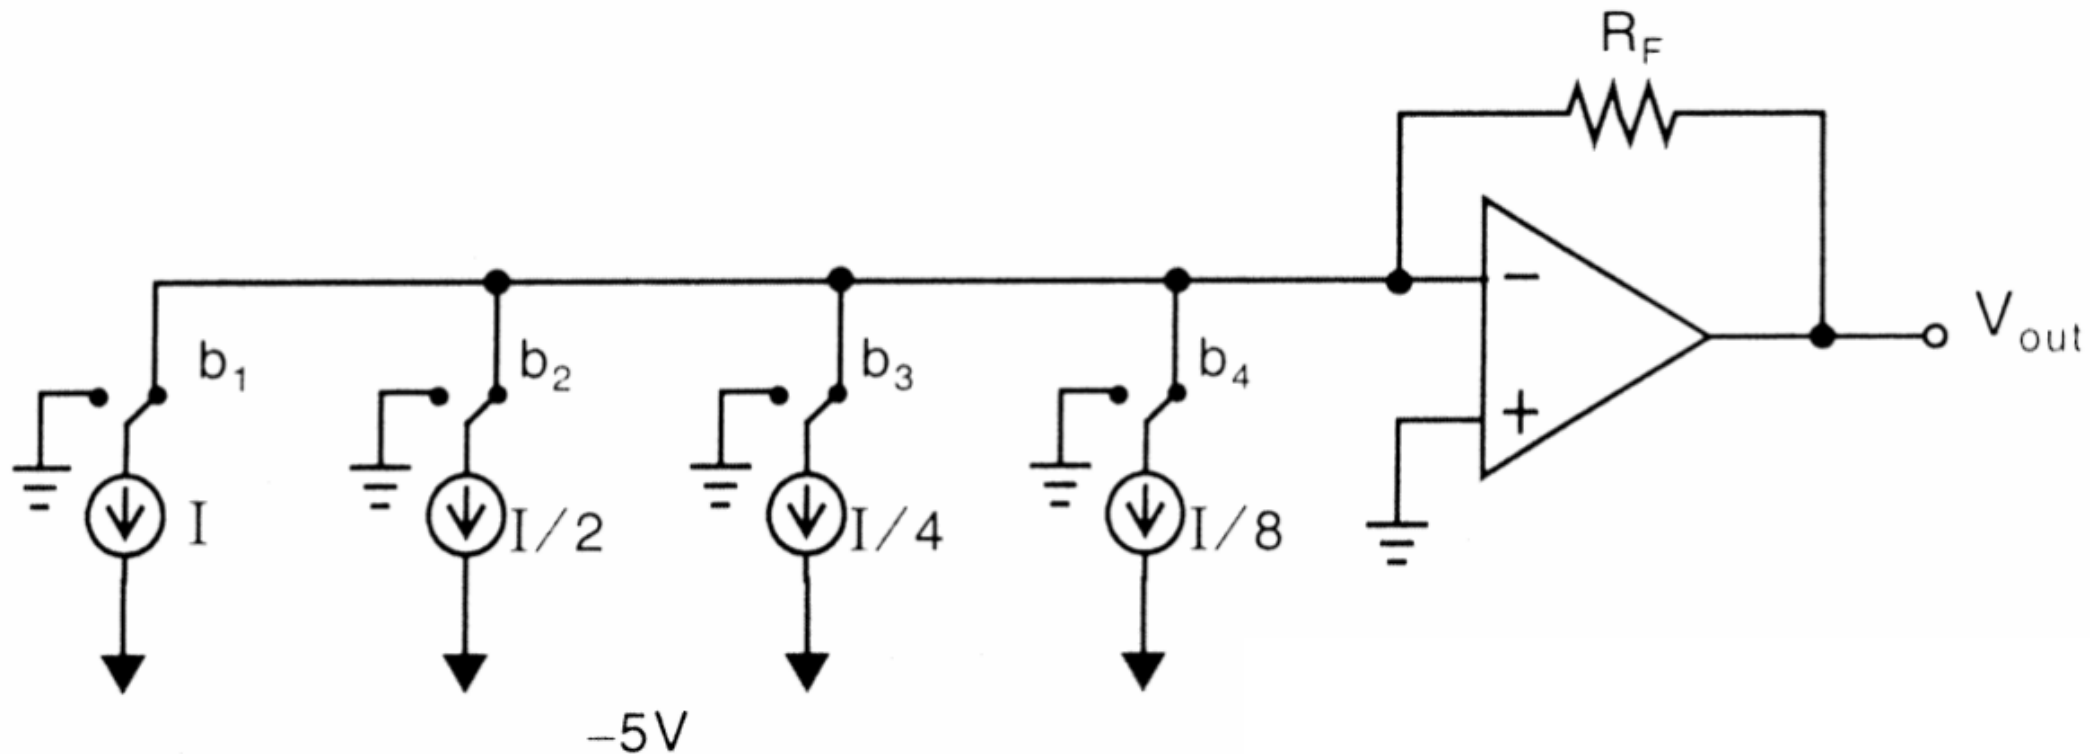 R_F
−
+
V_out
b_1
b_2
b_3
b_4
I
I/2
I/4
I/8
−5V